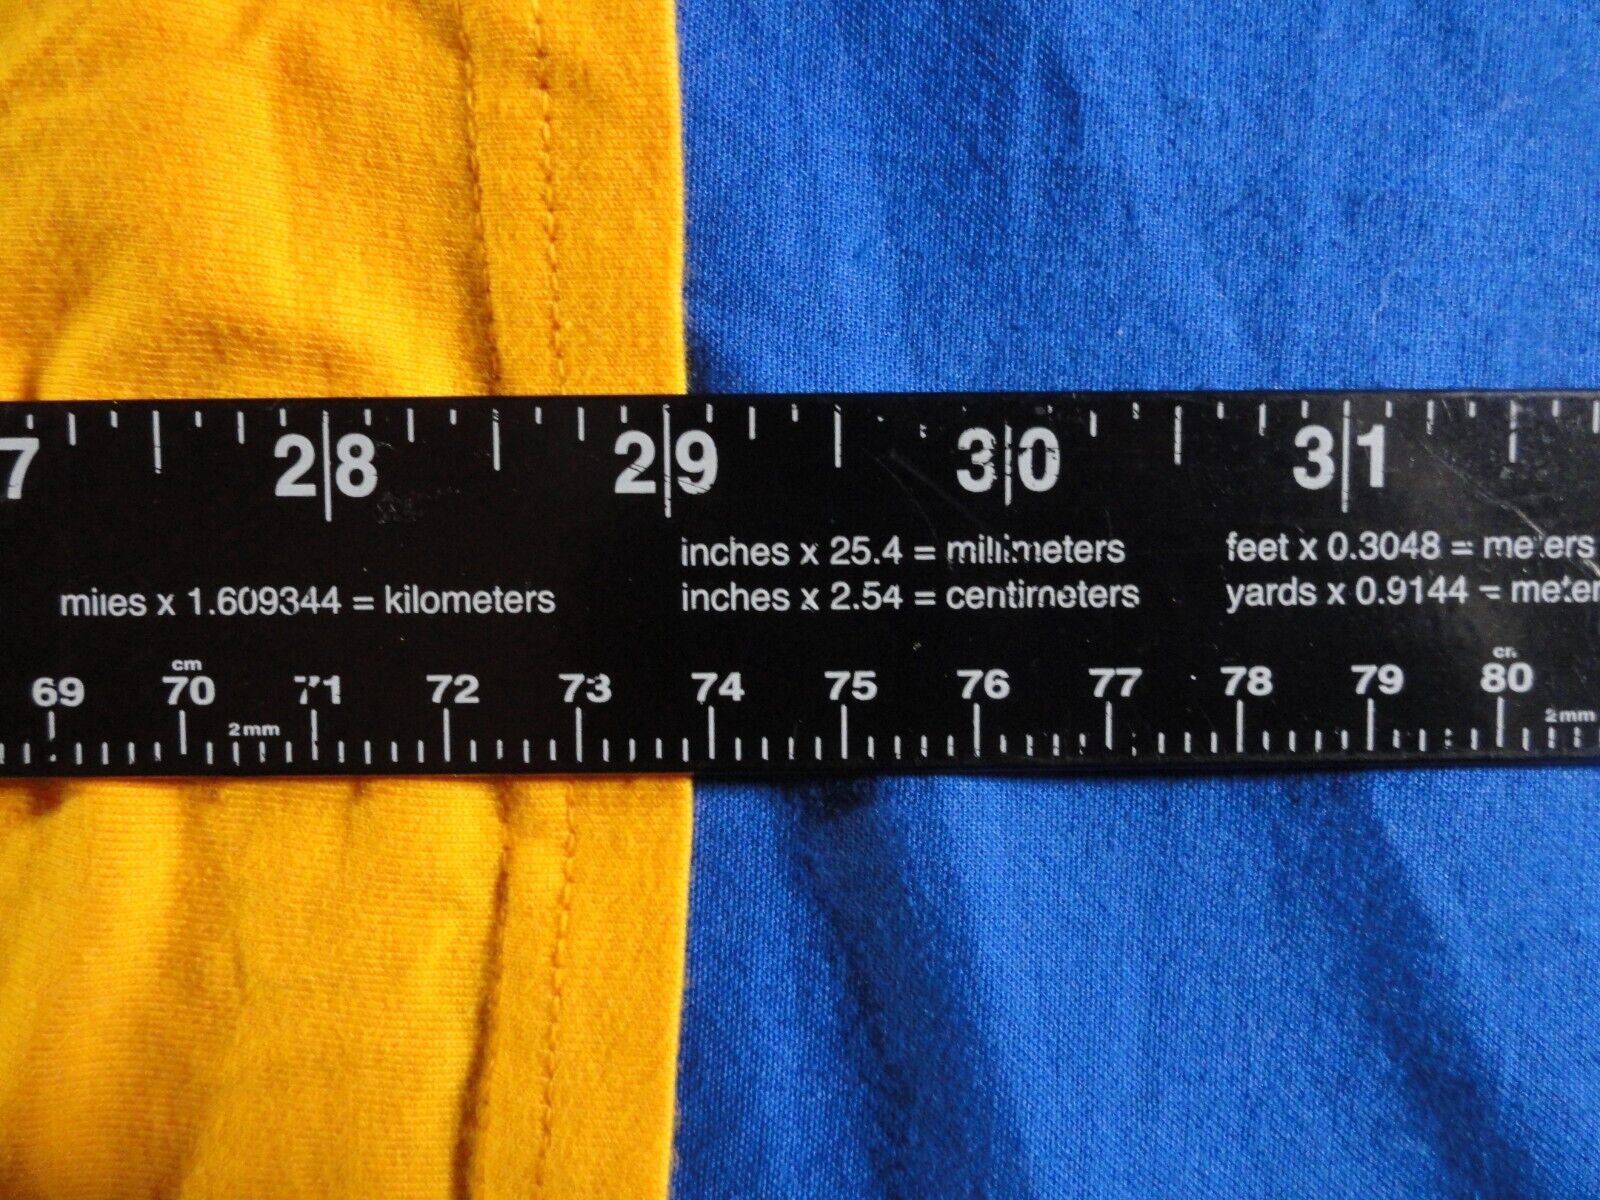 7 28 29 30 31
inches x 25.4 = millimeters
feet x 0.3048 = meters
miles x 1.609344 = kilometers
inches x 2.54 = centimeters
yards x 0.9144 = meter
cm
cm
69 70 71 72 73 74 75 76 77 78 79 80
2mm
2mm